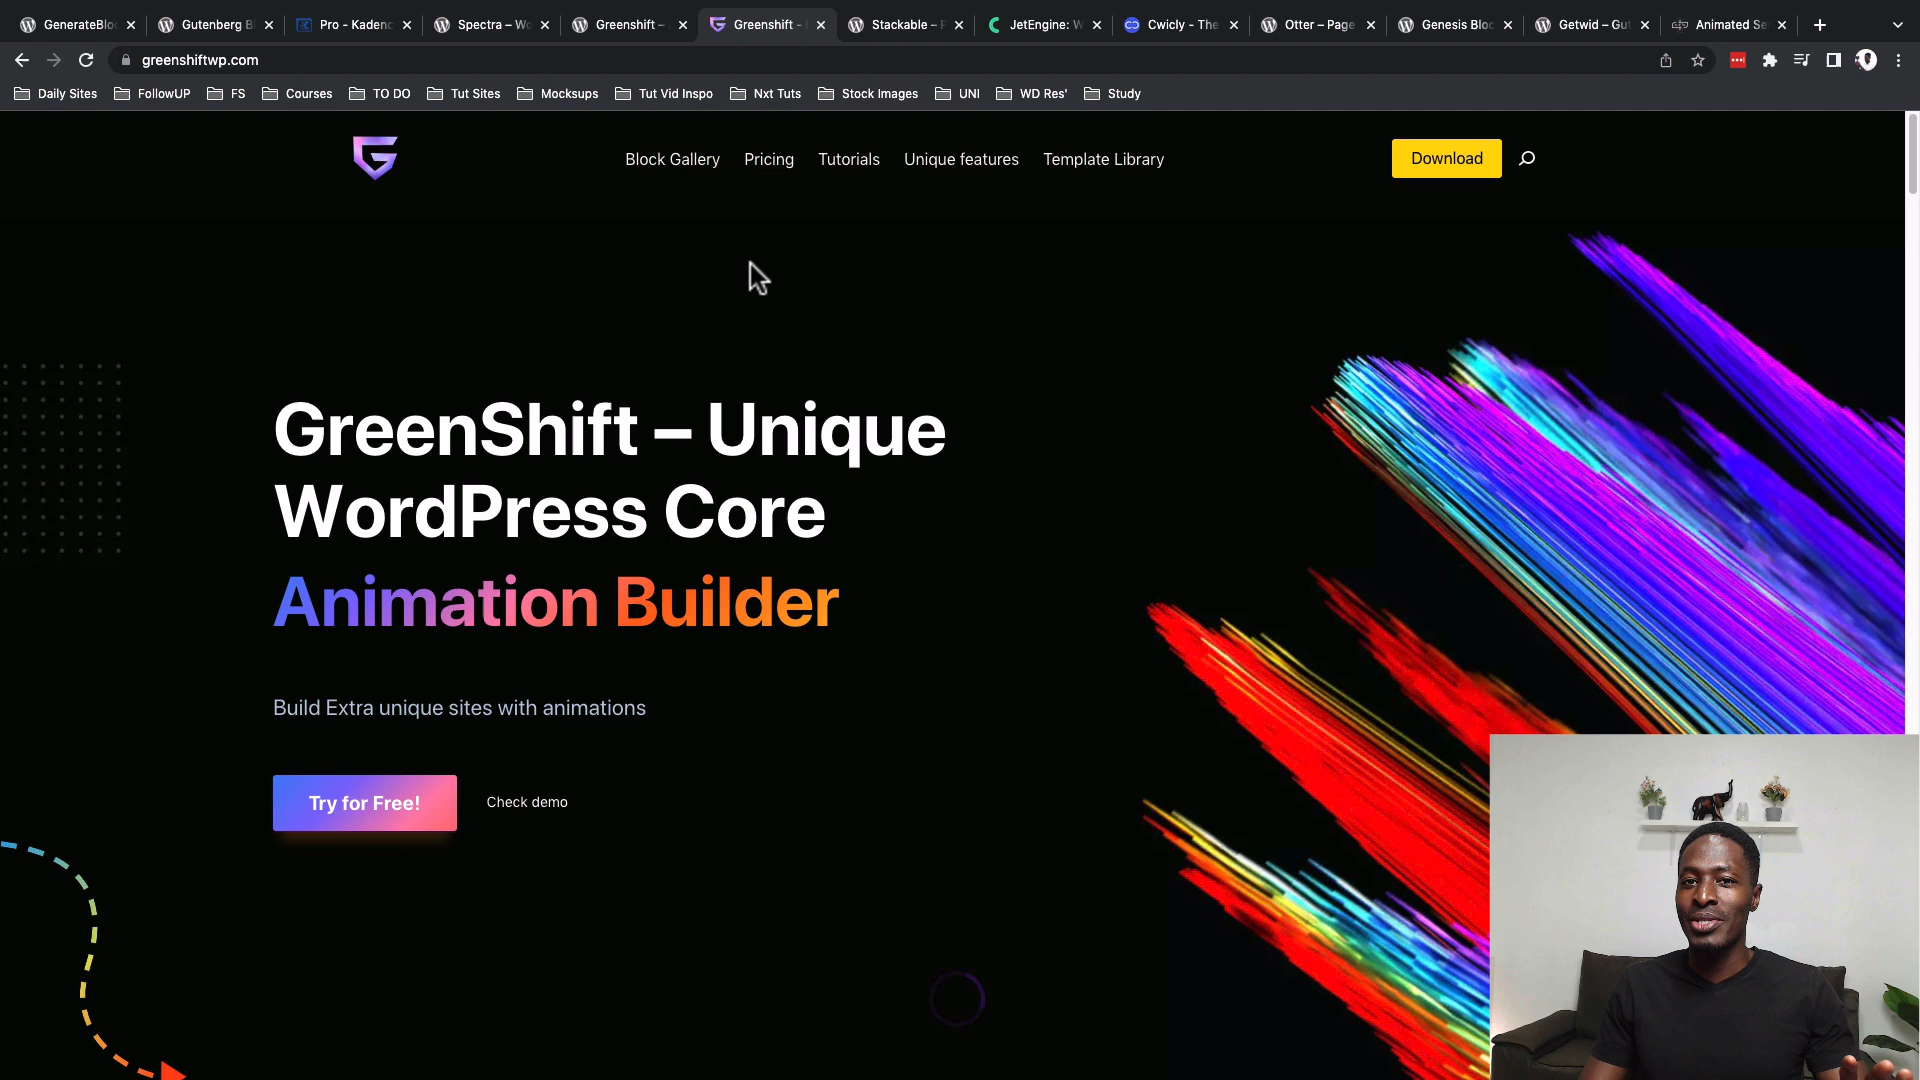 GenerateBlo
Gutenberg B
Pro - Kadenc
Spectra – Wo
Greenshift –
Greenshift -
Stackable – P
JetEngine: W
Cwicly - The
Otter – Page
Genesis Bloc
Getwid – Gut
Animated Se
greenshiftwp.com
Daily Sites
FollowUP
FS
Courses
TO DO
Tut Sites
Mocksups
Tut Vid Inspo
Nxt Tuts
Stock Images
UNI
WD Res'
Study
Block Gallery
Pricing
Tutorials
Unique features
Template Library
Download
GreenShift – Unique
WordPress Core
Animation Builder
Build Extra unique sites with animations
Try for Free!
Check demo